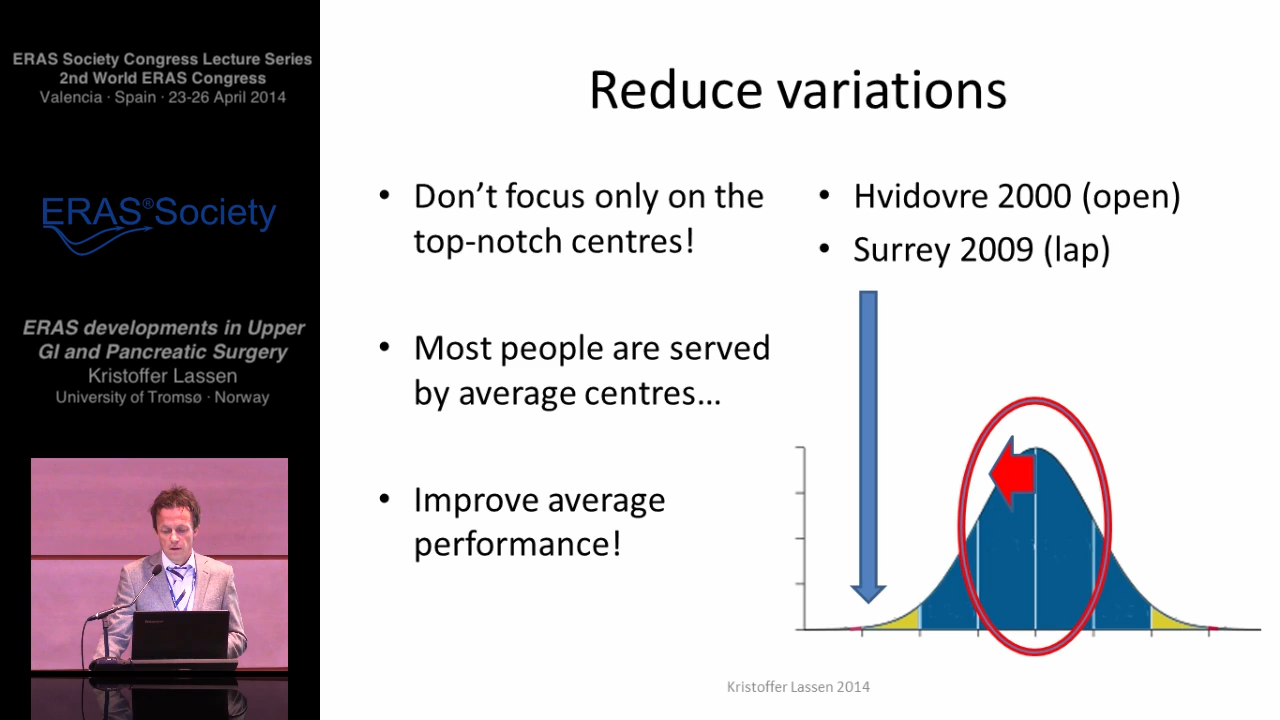 ERAS Society Congress Lecture Series
2nd World ERAS Congress
Valencia · Spain · 23-26 April 2014
ERAS®Society
ERAS developments in Upper
GI and Pancreatic Surgery
Kristoffer Lassen
University of Tromsø · Norway
Reduce variations
• Don’t focus only on the
top-notch centres!
• Most people are served
by average centres…
• Improve average
performance!
• Hvidovre 2000 (open)
• Surrey 2009 (lap)
Kristoffer Lassen 2014